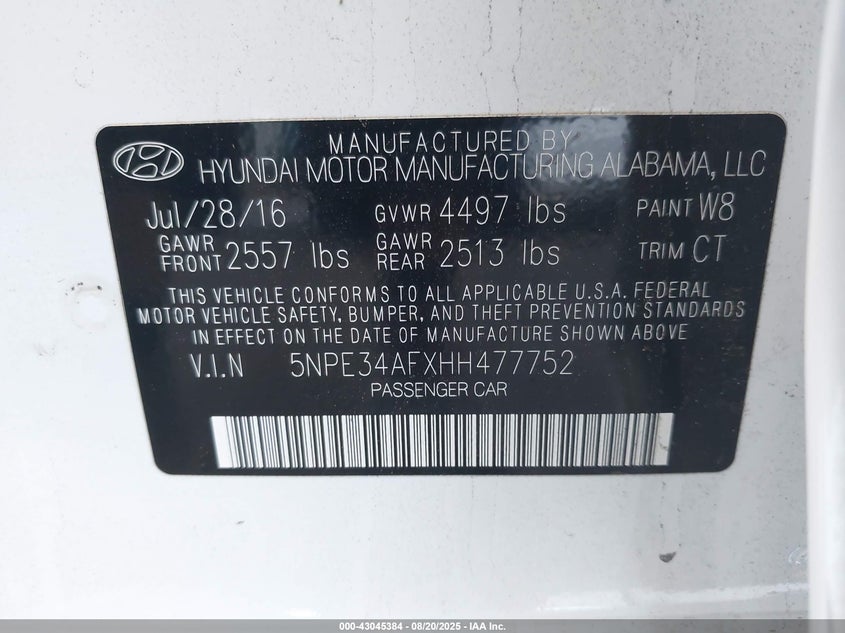 MANUFACTURED BY
HYUNDAI MOTOR MANUFACTURING ALABAMA, LLC
Jul/28/16 GVWR 4497 lbs PAINT W8
GAWR FRONT 2557 lbs GAWR REAR 2513 lbs TRIM CT
THIS VEHICLE CONFORMS TO ALL APPLICABLE U.S.A. FEDERAL
MOTOR VEHICLE SAFETY, BUMPER, AND THEFT PREVENTION STANDARDS
IN EFFECT ON THE DATE OF MANUFACTURE SHOWN ABOVE
V.I.N 5NPE34AFXHH477752
PASSENGER CAR
000-43045384 - 08/20/2025 - IAA Inc.